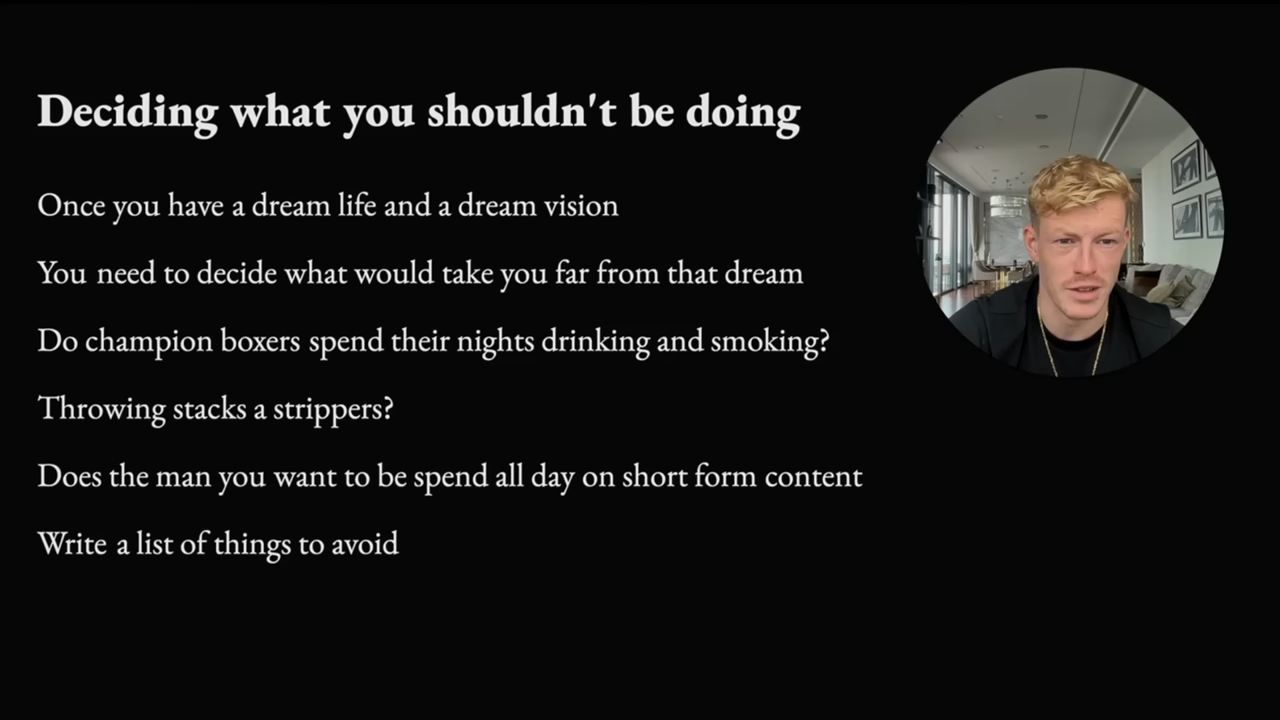 Deciding what you shouldn't be doing
Once you have a dream life and a dream vision
You need to decide what would take you far from that dream
Do champion boxers spend their nights drinking and smoking?
Throwing stacks a strippers?
Does the man you want to be spend all day on short form content
Write a list of things to avoid